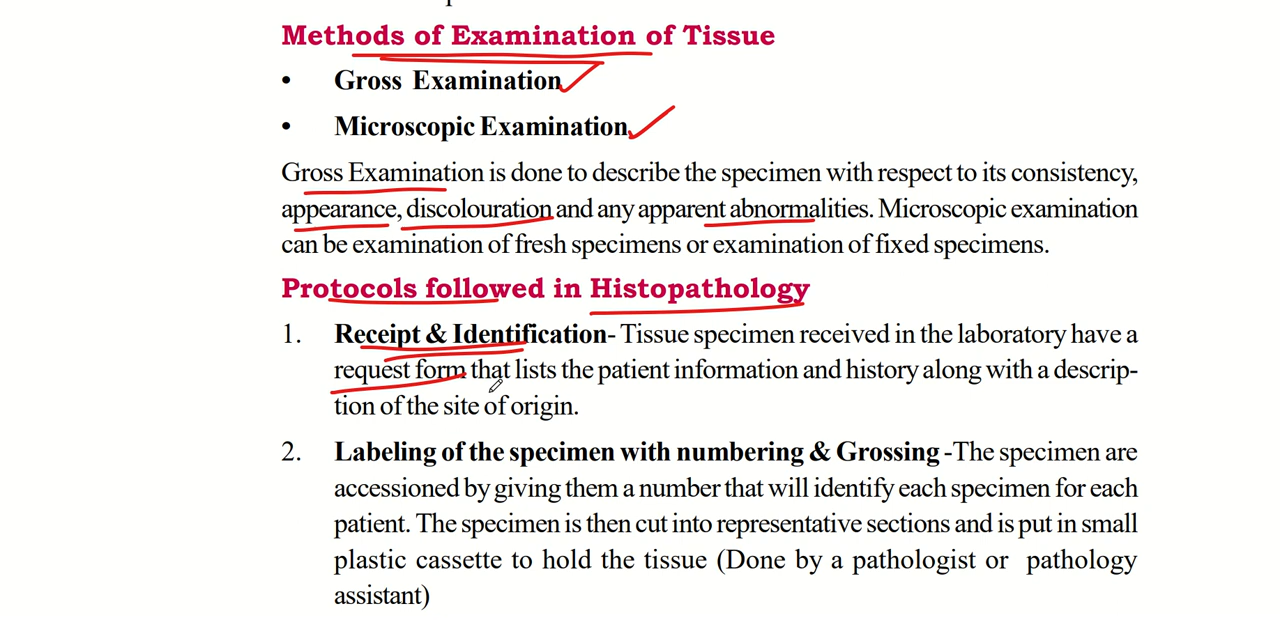 Methods of Examination of Tissue
• Gross Examination
• Microscopic Examination
Gross Examination is done to describe the specimen with respect to its consistency,
appearance, discolouration and any apparent abnormalities. Microscopic examination
can be examination of fresh specimens or examination of fixed specimens.
Protocols followed in Histopathology
1. Receipt & Identification- Tissue specimen received in the laboratory have a
request form that lists the patient information and history along with a descrip-
tion of the site of origin.
2. Labeling of the specimen with numbering & Grossing -The specimen are
accessioned by giving them a number that will identify each specimen for each
patient. The specimen is then cut into representative sections and is put in small
plastic cassette to hold the tissue (Done by a pathologist or pathology
assistant)